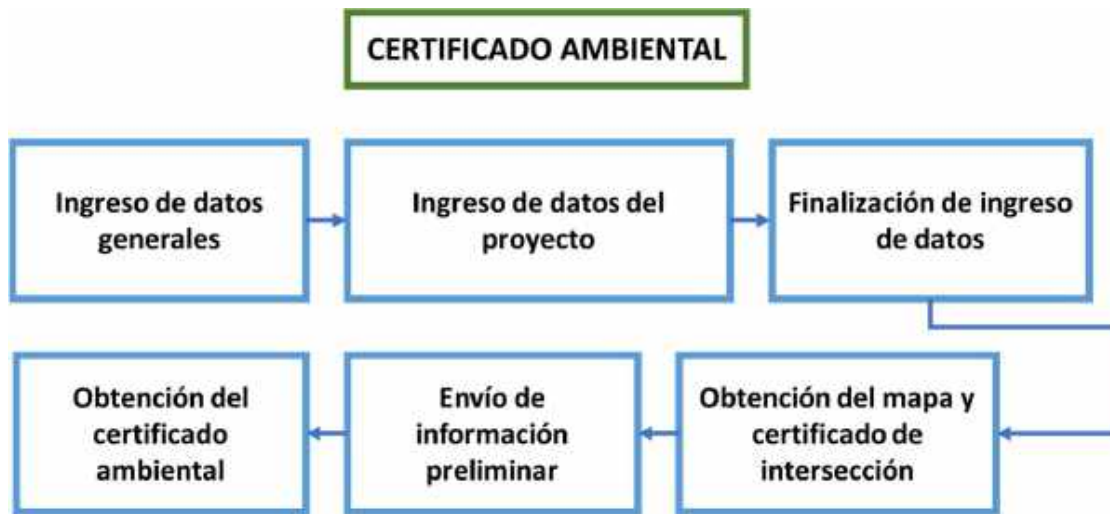 CERTIFICADO AMBIENTAL
Ingreso de datos
generales
Ingreso de datos del
proyecto
Finalización de ingreso
de datos
Obtención del mapa y
certificado de
intersección
Envío de
información
preliminar
Obtención del
certificado
ambiental